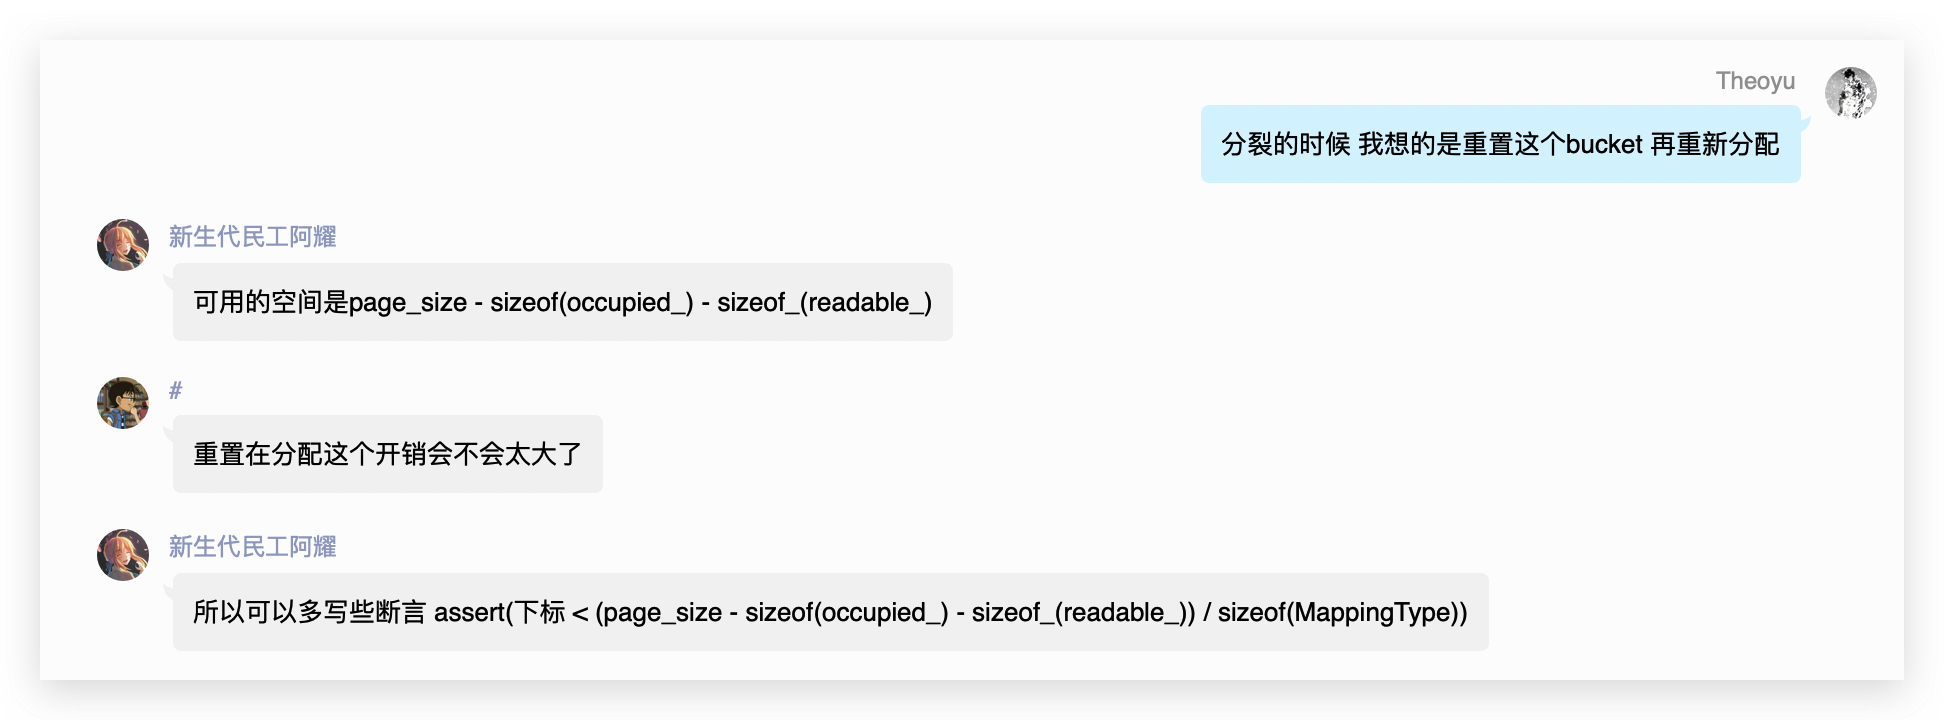 Theoyu
分裂的时候 我想的是重置这个bucket 再重新分配
新生代民工阿耀
可用的空间是page_size - sizeof(occupied_) - sizeof_(readable_)
#
重置在分配这个开销会不会太大了
新生代民工阿耀
所以可以多写些断言 assert(下标 < (page_size - sizeof(occupied_) - sizeof_(readable_)) / sizeof(MappingType))